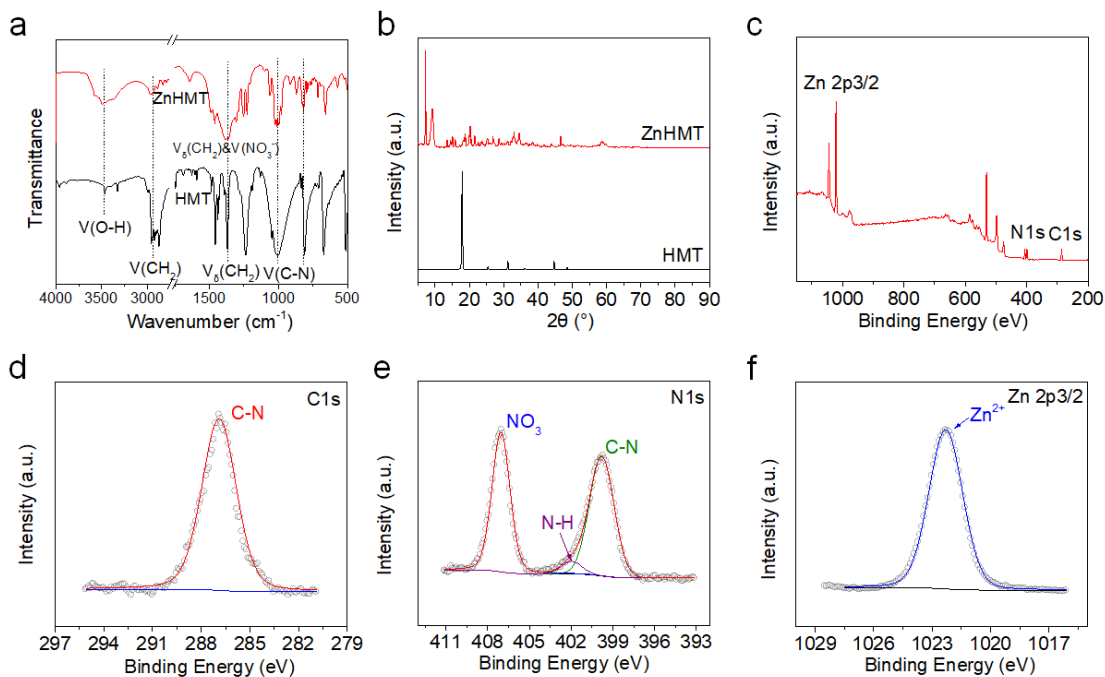 a
Transmittance
ZnHMT
Vδ(CH₂)&V(NO₃⁻)
HMT
V(O-H)
V(CH₂)
Vδ(CH₂)
V(C-N)
4000 3500 3000 1500 1000 500
Wavenumber (cm⁻¹)
b
Intensity (a.u.)
ZnHMT
HMT
10 20 30 40 50 60 70 80 90
2θ (°)
c
Intensity (a.u.)
Zn 2p3/2
N1s C1s
1000 800 600 400 200
Binding Energy (eV)
d
Intensity (a.u.)
C1s
C-N
297 294 291 288 285 282 279
Binding Energy (eV)
e
Intensity (a.u.)
N1s
NO₃
C-N
N-H
411 408 405 402 399 396 393
Binding Energy (eV)
f
Intensity (a.u.)
Zn 2p3/2
Zn²⁺
1029 1026 1023 1020 1017
Binding Energy (eV)